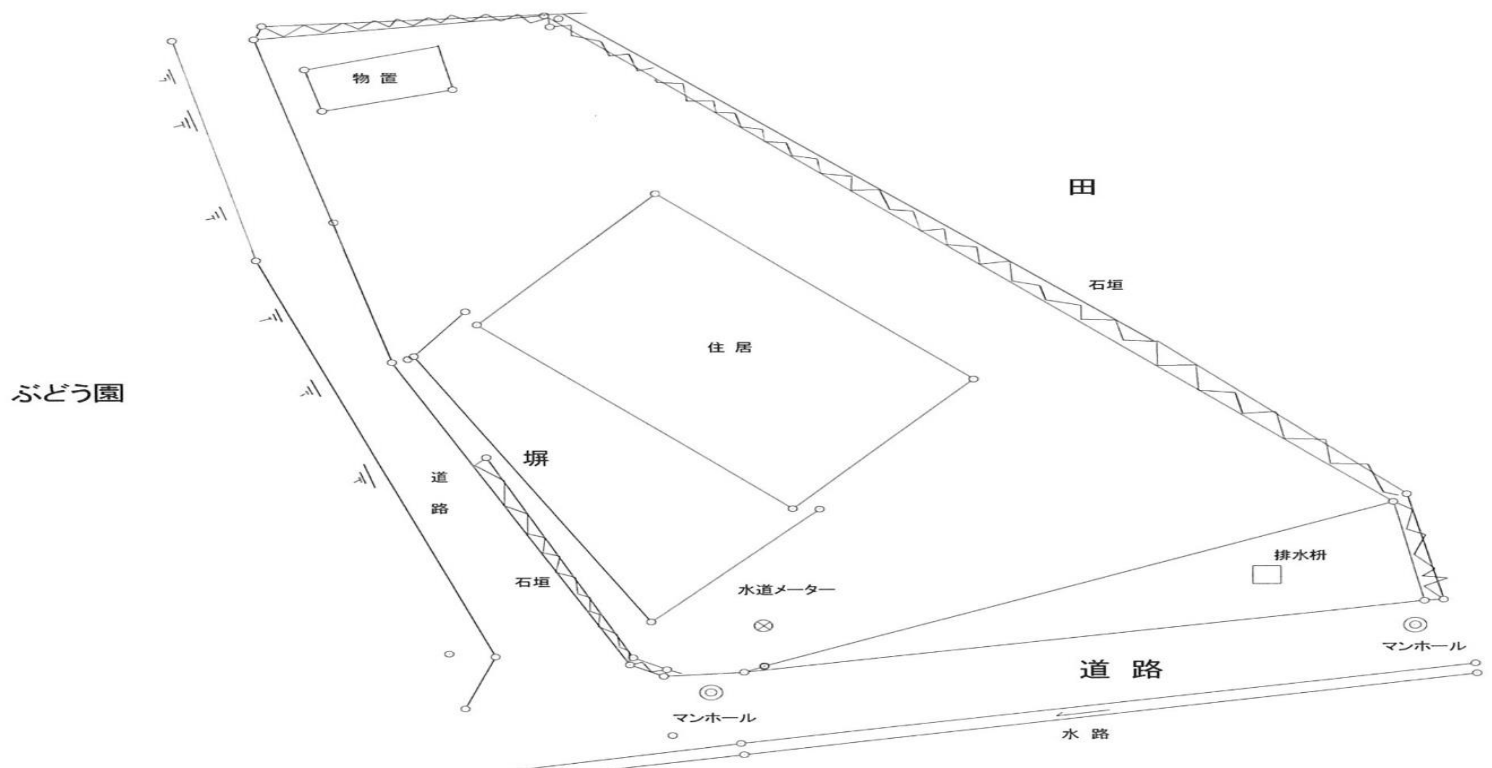 物置
田
石垣
住居
ぶどう園
塀
道
路
排水枡
石垣
水道メーター
マンホール
道路
マンホール
水路